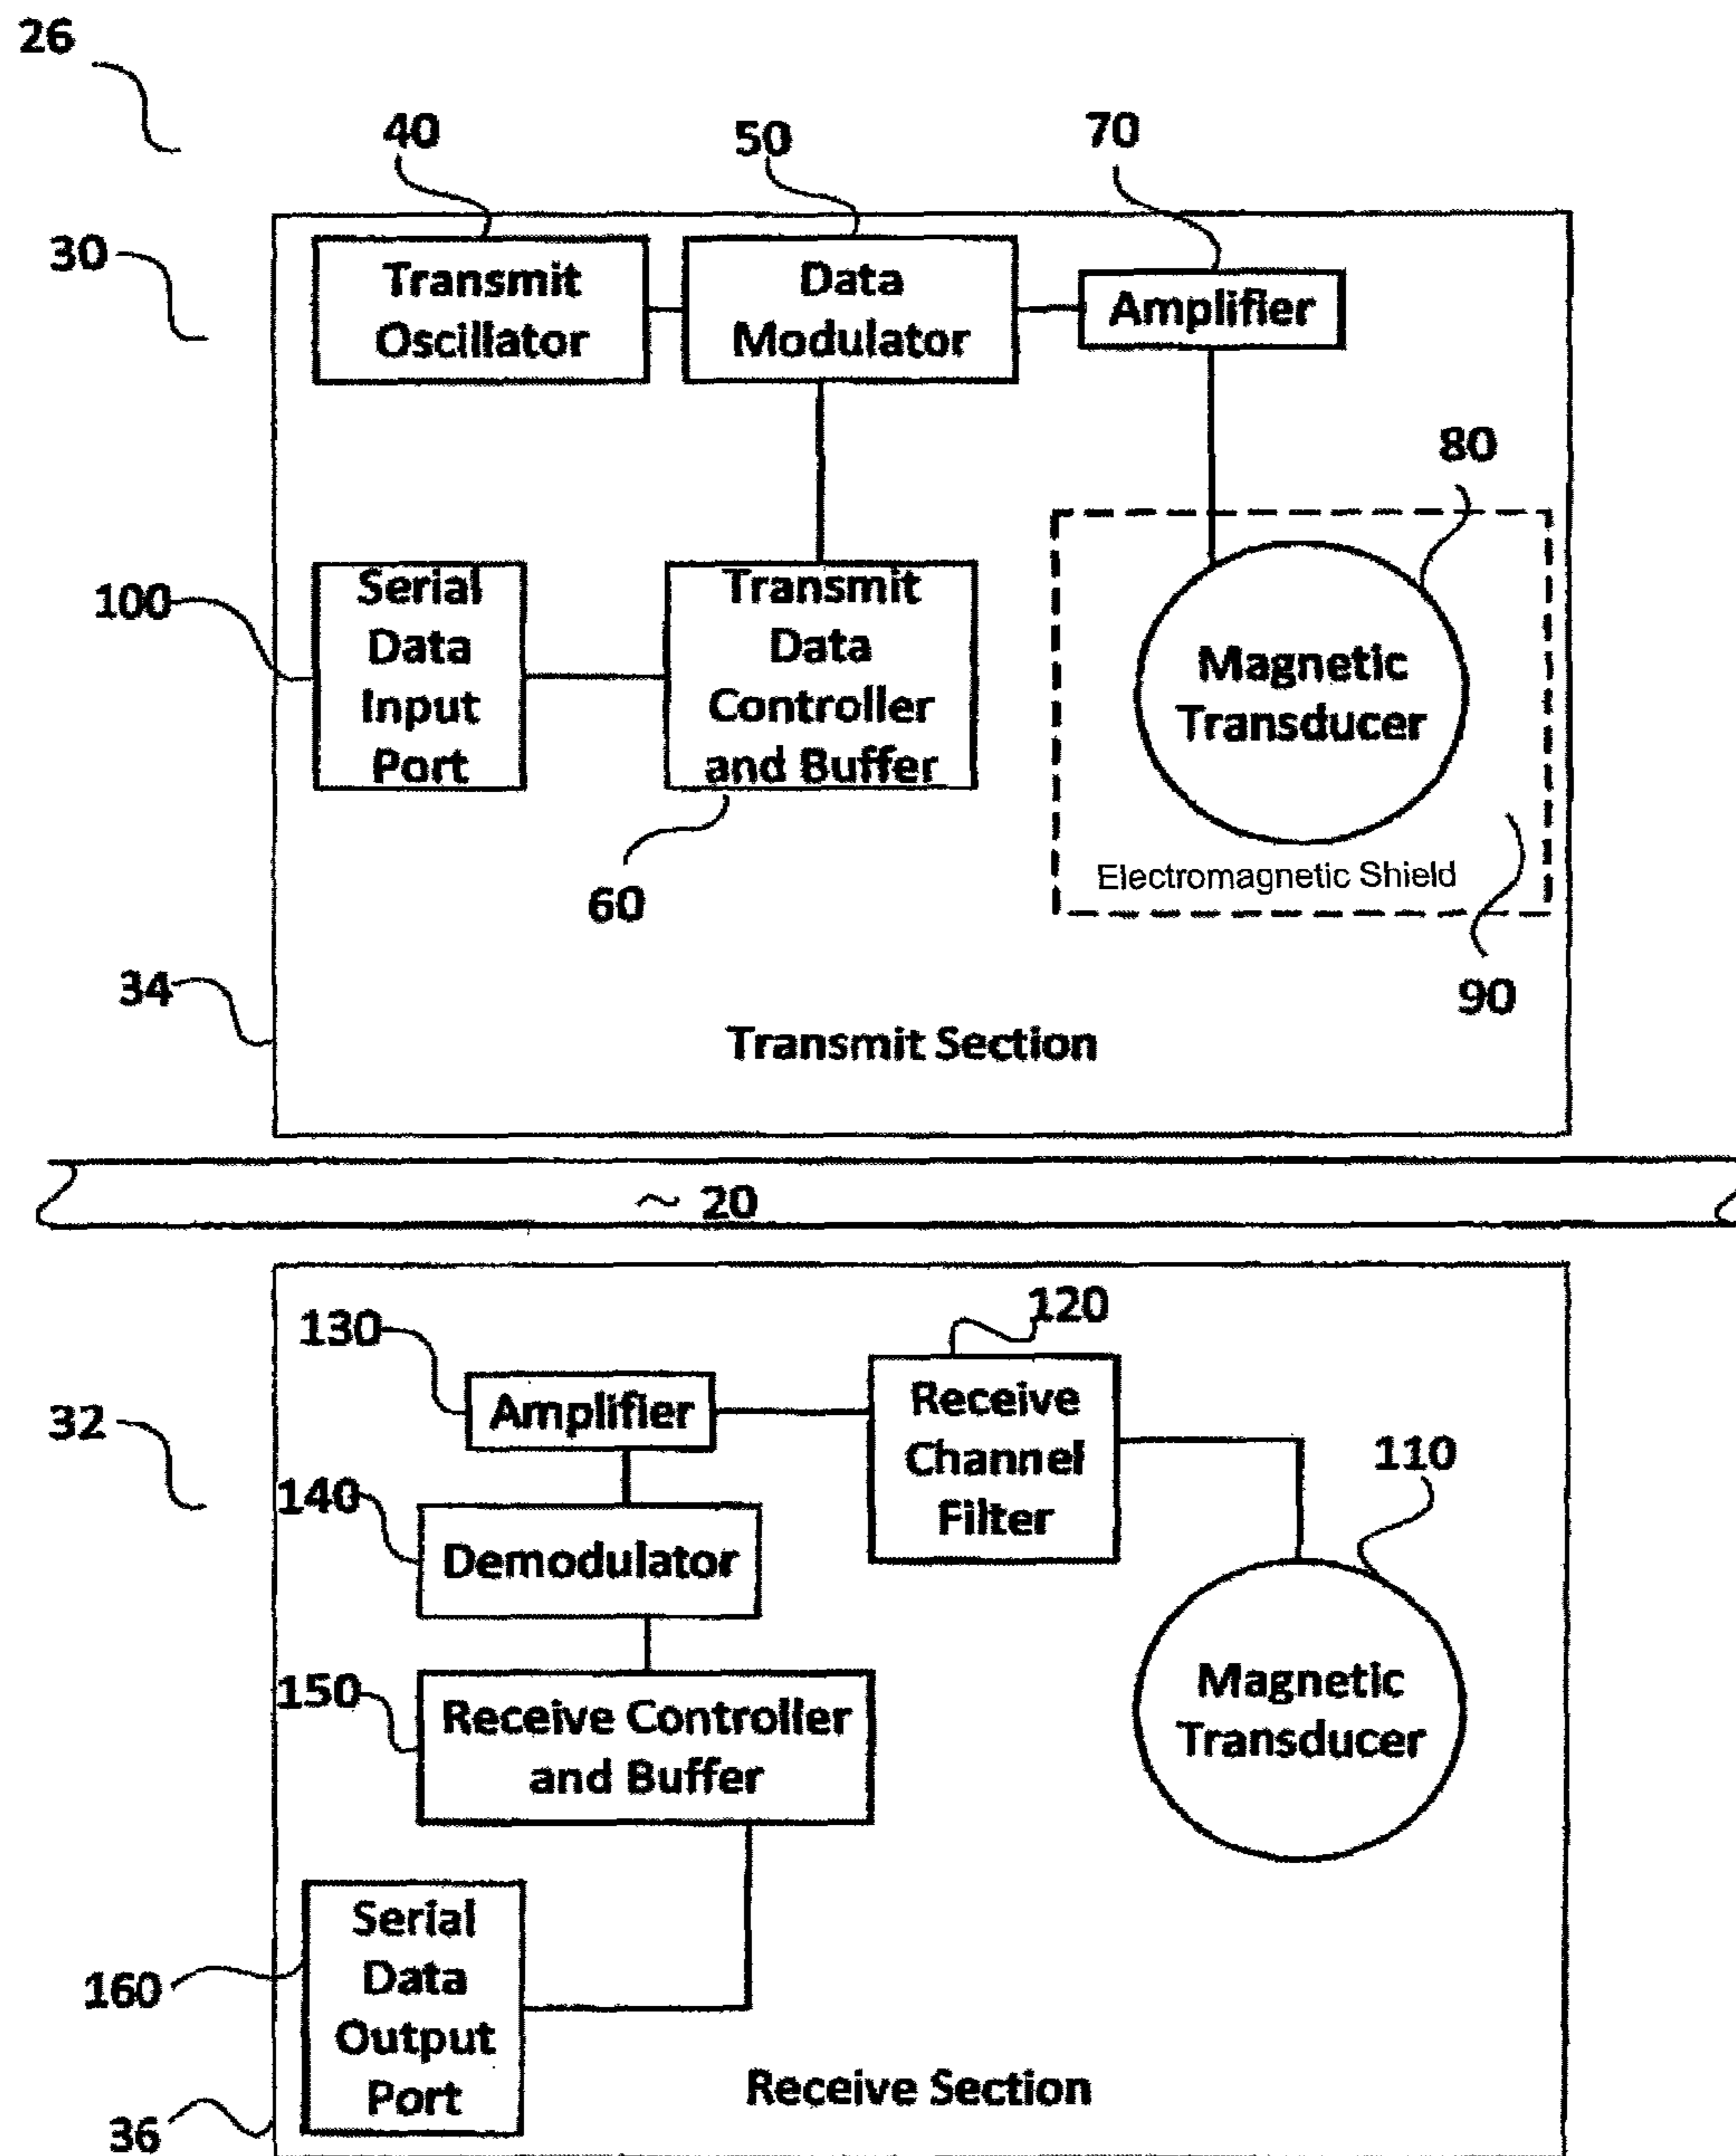 26
40
50
70
30
Transmit
Oscillator
Data
Modulator
Amplifier
80
100
Serial
Data
Input
Port
Transmit
Data
Controller
and Buffer
Magnetic
Transducer
Electromagnetic Shield
60
90
34
Transmit Section
~ 20
130
120
Amplifier
Receive
Channel
Filter
32
110
140
Demodulator
150
Receive Controller
and Buffer
Magnetic
Transducer
160
Serial
Data
Output
Port
Receive Section
36